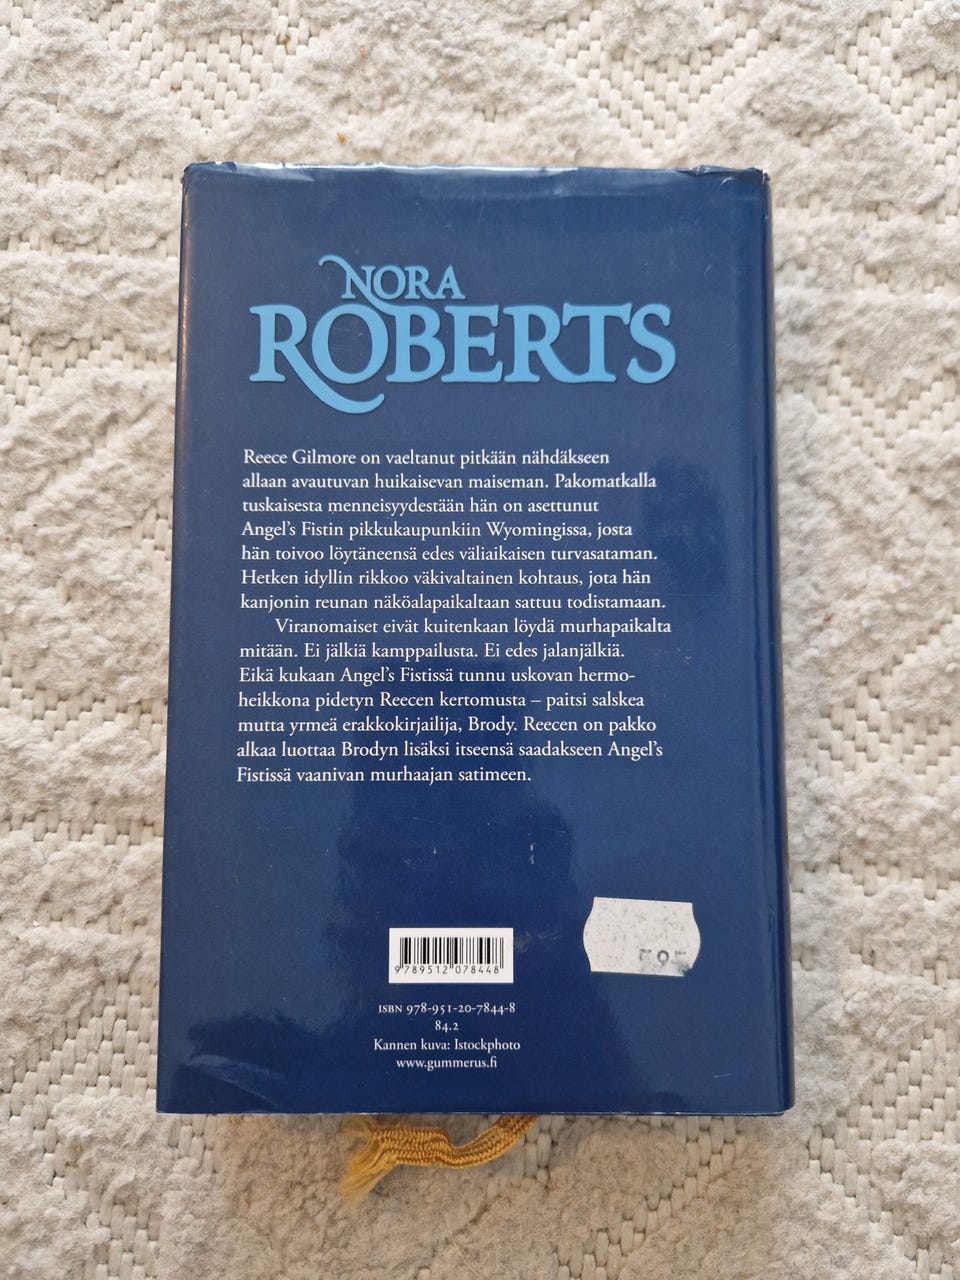 NORA
ROBERTS
Reece Gilmore on vaeltanut pitkään nähdäkseen
allaan avautuvan huikaisevan maiseman. Pakomatkalla
tuskaisesta menneisyydestään hän on asettunut
Angel's Fistin pikkukaupunkiin Wyomingissa, josta
hän toivoo löytäneensä edes väliaikaisen turvasataman.
Hetken idyllin rikkoo väkivaltainen kohtaus, jota hän
kanjonin reunan näköalapaikaltaan sattuu todistamaan.
Viranomaiset eivät kuitenkaan löydä murhapaikalta
mitään. Ei jälkiä kamppailusta. Ei edes jalanjälkiä.
Eikä kukaan Angel's Fistissä tunnu uskovan hermo-
heikkona pidetyn Reecen kertomusta – paitsi salskea
mutta yrmeä erakkokirjailija, Brody. Reecen on pakko
alkaa luottaa Brodyn lisäksi itseensä saadakseen Angel's
Fistissä vaanivan murhaajan satimeen.
9 789512 078448
ISBN 978-951-20-7844-8
84.2
Kannen kuva: Istockphoto
www.gummerus.fi